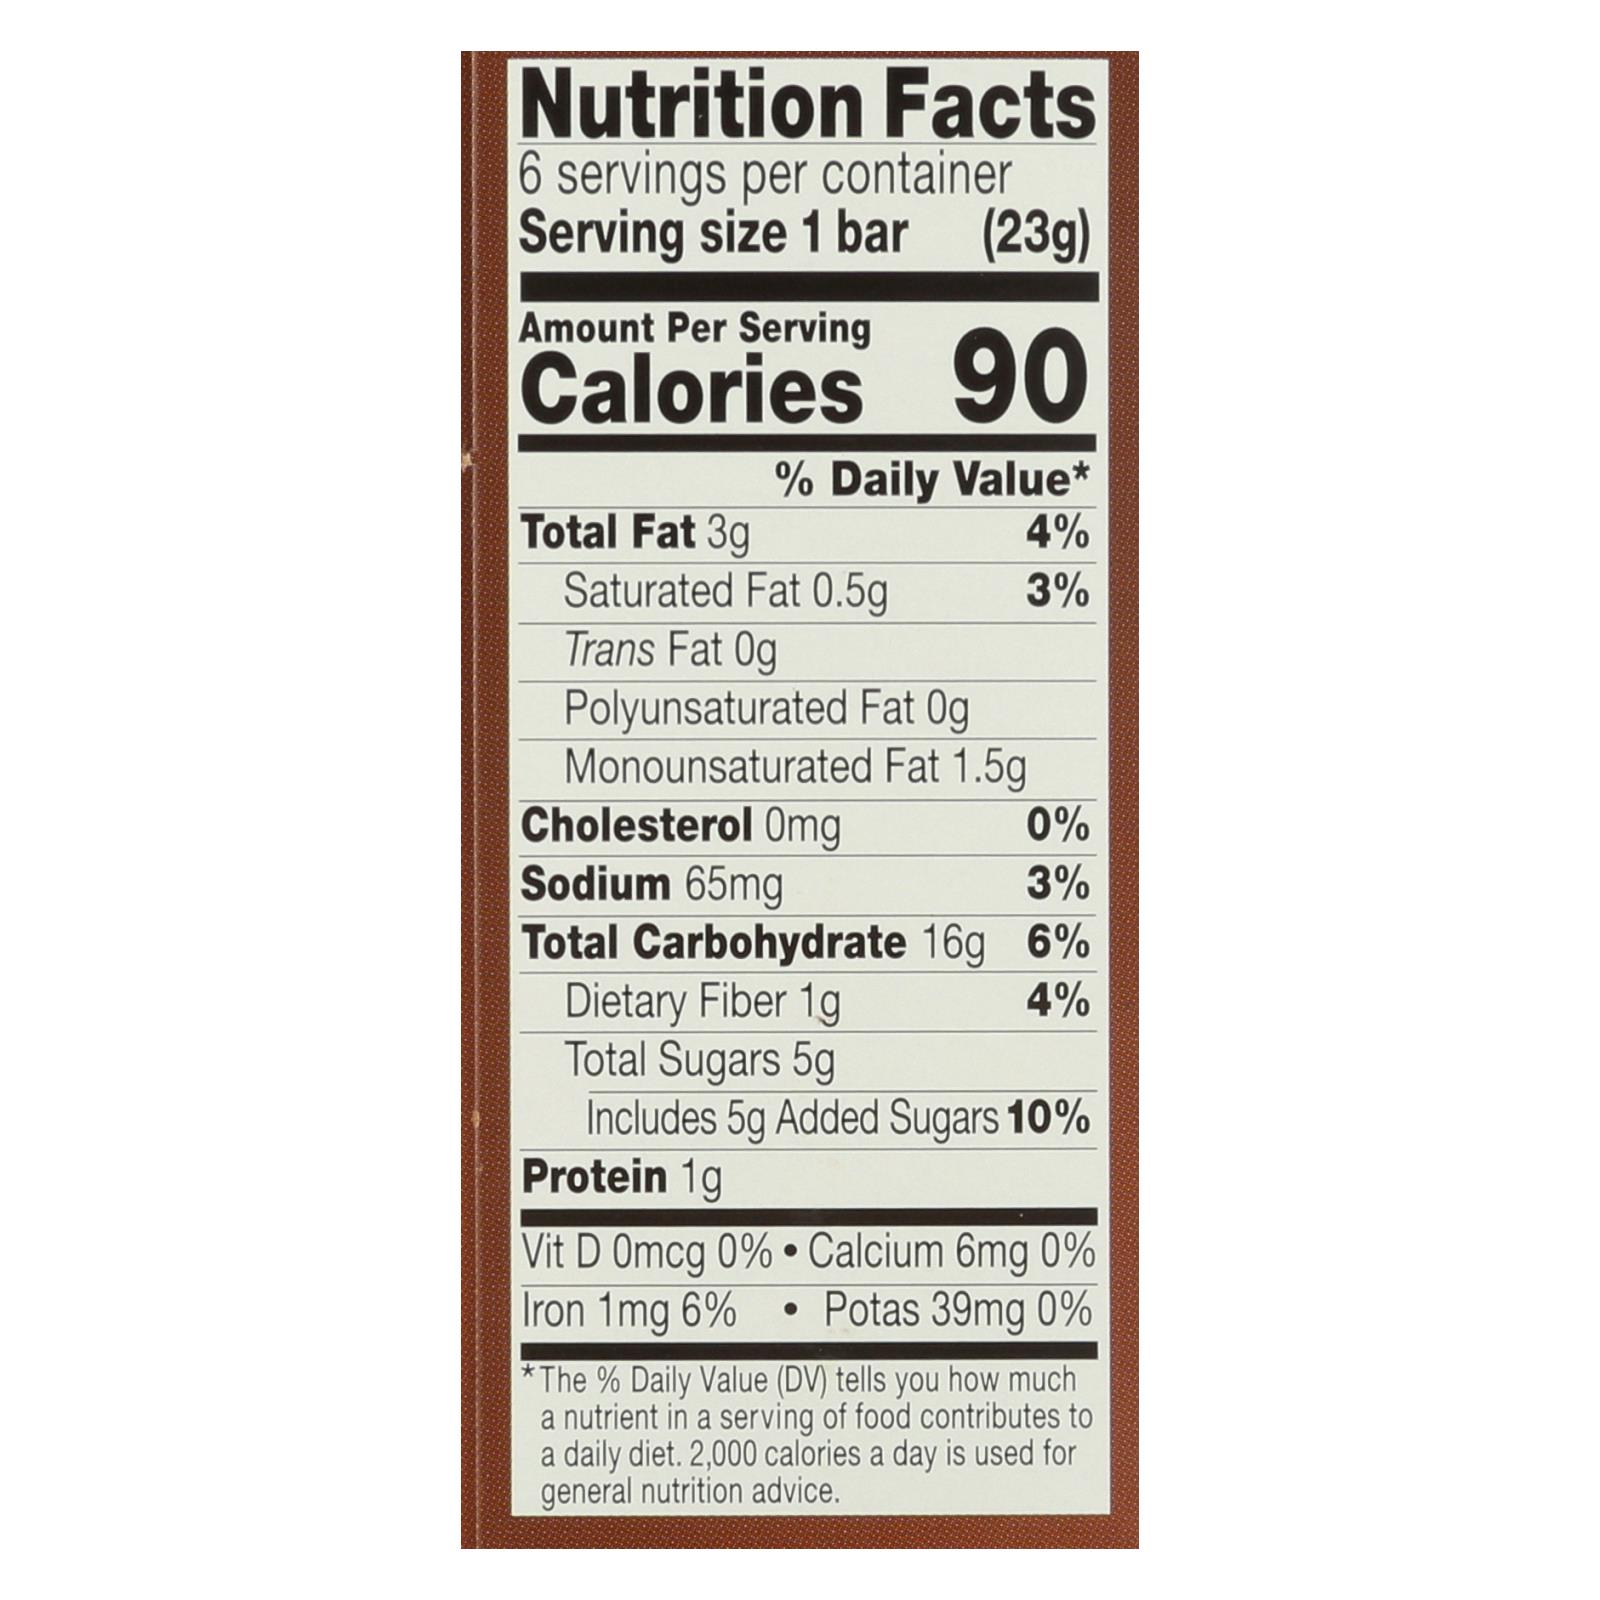 Nutrition Facts
6 servings per container
Serving size 1 bar (23g)
Amount Per Serving
Calories 90
% Daily Value*
Total Fat 3g 4%
Saturated Fat 0.5g 3%
Trans Fat 0g
Polyunsaturated Fat 0g
Monounsaturated Fat 1.5g
Cholesterol 0mg 0%
Sodium 65mg 3%
Total Carbohydrate 16g 6%
Dietary Fiber 1g 4%
Total Sugars 5g
Includes 5g Added Sugars 10%
Protein 1g
Vit D 0mcg 0% • Calcium 6mg 0%
Iron 1mg 6% • Potas 39mg 0%
*The % Daily Value (DV) tells you how much
a nutrient in a serving of food contributes to
a daily diet. 2,000 calories a day is used for
general nutrition advice.